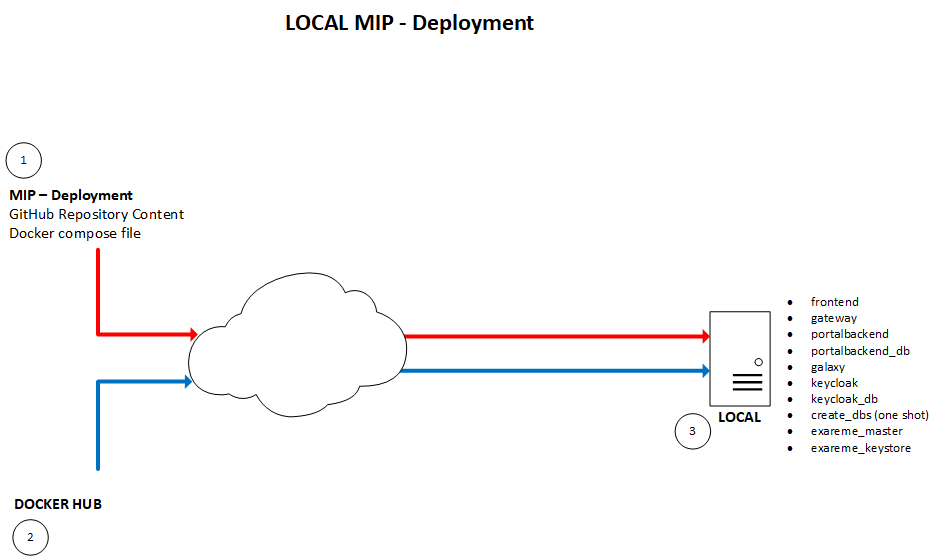 LOCAL MIP - Deployment
1
MIP – Deployment
GitHub Repository Content
Docker compose file
DOCKER HUB
2
LOCAL
3
• frontend
• gateway
• portalbackend
• portalbackend_db
• galaxy
• keycloak
• keycloak_db
• create_dbs (one shot)
• exareme_master
• exareme_keystore